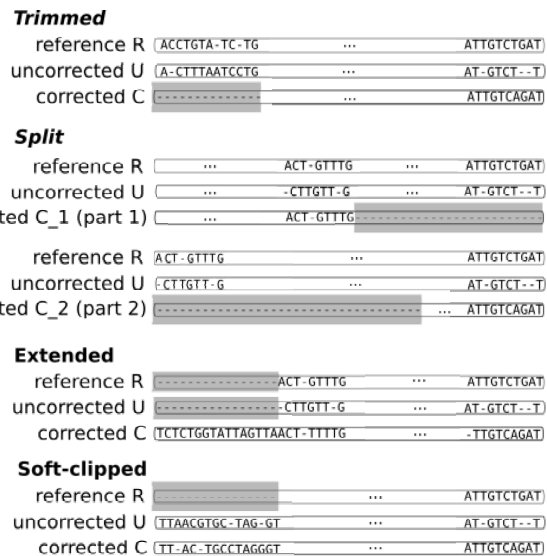 Trimmed
reference R ACCTGTA-TC-TG ... ATTGTCTGAT
uncorrected U A-CTTTAATCCTG ... AT-GTCT--T
corrected C ------------- ... ATTGTCAGAT
Split
reference R ... ACT-GTTTG ... ATTGTCTGAT
uncorrected U ... -CTTGTT-G ... AT-GTCT--T
ted C_1 (part 1) ... ACT-GTTTG
reference R ACT-GTTTG ... ATTGTCTGAT
uncorrected U -CTTGTT-G ... AT-GTCT--T
ted C_2 (part 2) ... ATTGTCAGAT
Extended
reference R ACT-GTTTG ... ATTGTCTGAT
uncorrected U -CTTGTT-G ... AT-GTCT--T
corrected C TCTCTGGTATTAGTTAACT-TTTTG ... -TTGTCAGAT
Soft-clipped
reference R ... ATTGTCTGAT
uncorrected U TTAACGTGC-TAG-GT ... AT-GTCT--T
corrected C TT-AC-TGCCTAGGGT ... ATTGTCAGAT